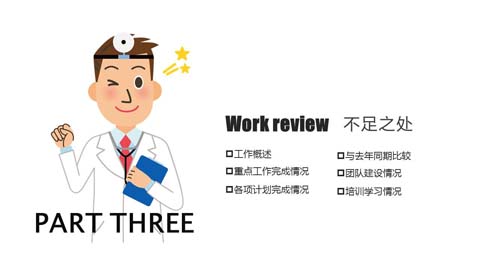 Work review 不足之处
工作概述
与去年同期比较
重点工作完成情况
团队建设情况
各项计划完成情况
培训学习情况
PART THREE